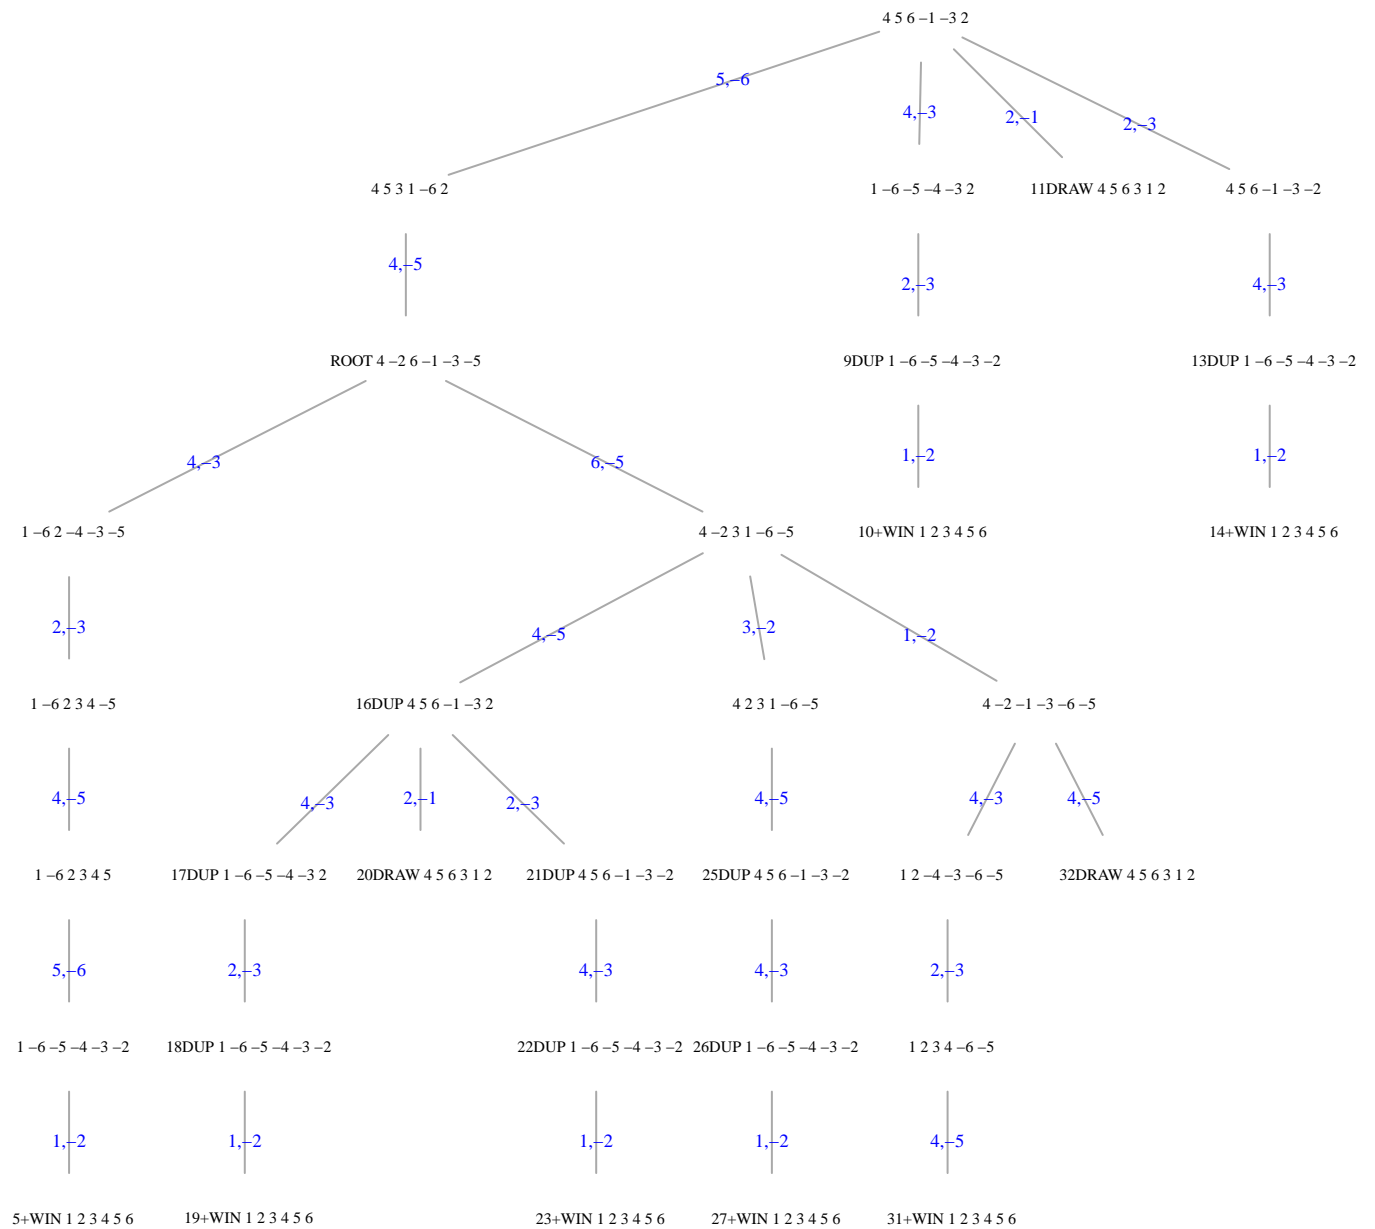 4 5 6 –1 –3 2
5,–6
4,–3
2,–1
2,–3
4 5 3 1 –6 2
1 –6 –5 –4 –3 2
11DRAW 4 5 6 3 1 2
4 5 6 –1 –3 –2
4,–5
2,–3
4,–3
ROOT 4 –2 6 –1 –3 –5
9DUP 1 –6 –5 –4 –3 –2
13DUP 1 –6 –5 –4 –3 –2
4,–3
6,–5
1,–2
1,–2
1 –6 2 –4 –3 –5
4 –2 3 1 –6 –5
10+WIN 1 2 3 4 5 6
14+WIN 1 2 3 4 5 6
2,–3
4,–5
3,–2
1,–2
1 –6 2 3 4 –5
16DUP 4 5 6 –1 –3 2
4 2 3 1 –6 –5
4 –2 –1 –3 –6 –5
4,–5
4,–3
2,–1
2,–3
4,–5
4,–3
4,–5
1 –6 2 3 4 5
17DUP 1 –6 –5 –4 –3 2
20DRAW 4 5 6 3 1 2
21DUP 4 5 6 –1 –3 –2
25DUP 4 5 6 –1 –3 –2
1 2 –4 –3 –6 –5
32DRAW 4 5 6 3 1 2
5,–6
2,–3
4,–3
4,–3
2,–3
1 –6 –5 –4 –3 –2
18DUP 1 –6 –5 –4 –3 –2
22DUP 1 –6 –5 –4 –3 –2
26DUP 1 –6 –5 –4 –3 –2
1 2 3 4 –6 –5
1,–2
1,–2
1,–2
1,–2
4,–5
5+WIN 1 2 3 4 5 6
19+WIN 1 2 3 4 5 6
23+WIN 1 2 3 4 5 6
27+WIN 1 2 3 4 5 6
31+WIN 1 2 3 4 5 6